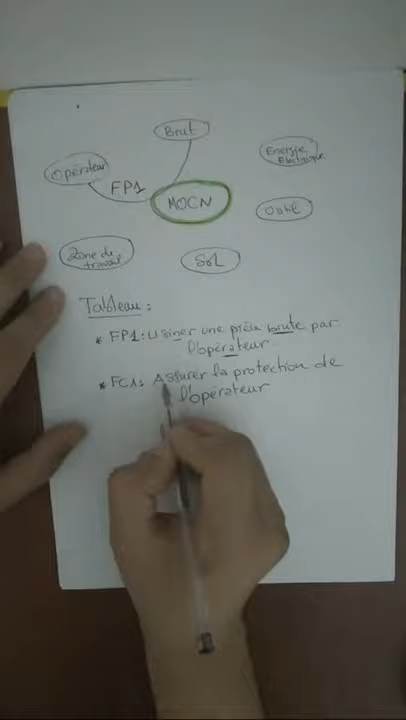 Brut
Energie
Electrique
Opérateur
FP1
MOCN
Outil
Zone de
travail
Sol
Tableau :
* FP1: Usiner une pièce brute par
l'opérateur
* FC1: Assurer la protection de
l'opérateur